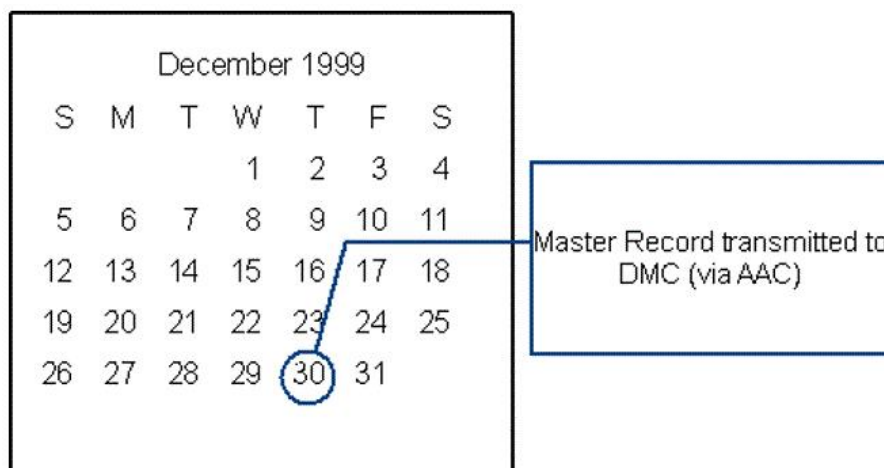 December 1999
S M T W T F S
1 2 3 4
5 6 7 8 9 10 11
12 13 14 15 16 17 18
19 20 21 22 23 24 25
26 27 28 29 30 31
Master Record transmitted to
DMC (via AAC)